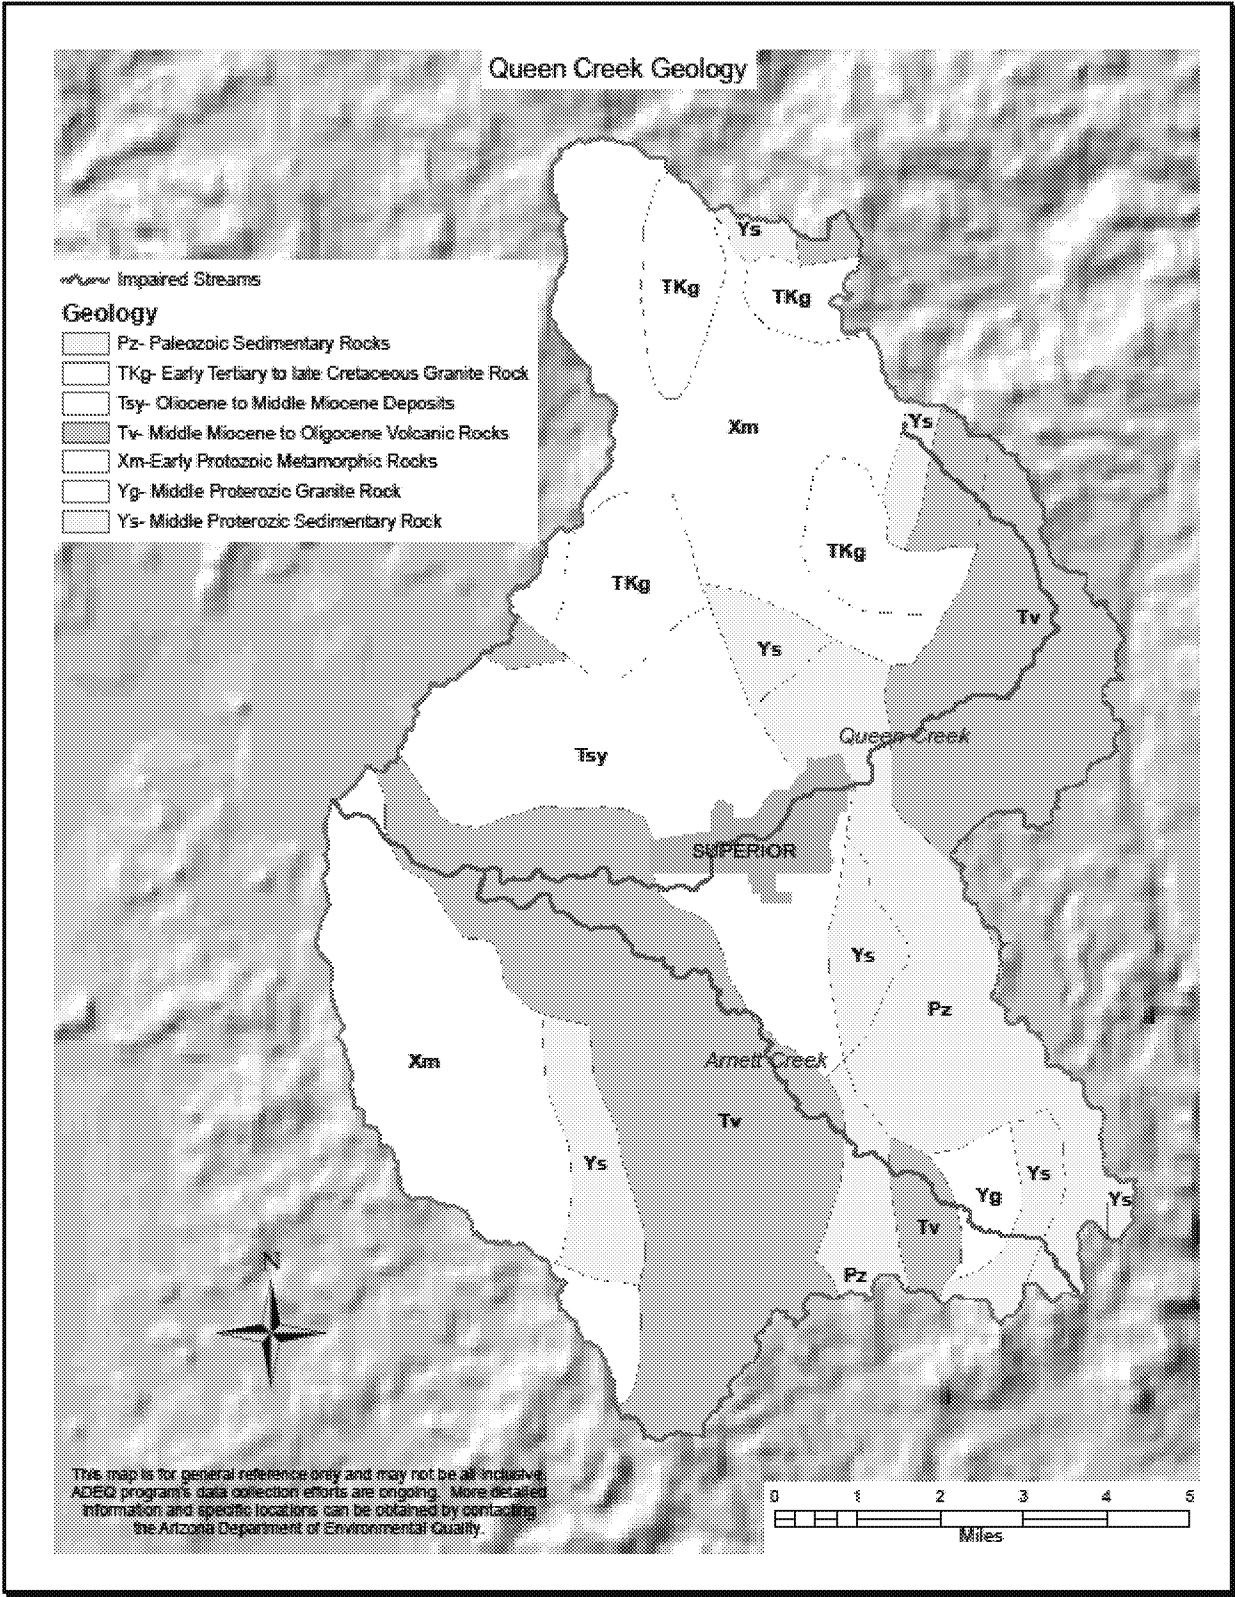 Queen Creek Geology
Impaired Streams
Geology
Pz- Paleozoic Sedimentary Rocks
TKg- Early Tertiary to late Cretaceous Granite Rock
Tsy- Oliocene to Middle Miocene Deposits
Tv- Middle Miocene to Oligocene Volcanic Rocks
Xm-Early Protozoic Metamorphic Rocks
Yg- Middle Proterozic Granite Rock
Ys- Middle Proterozic Sedimentary Rock
Ys
TKg
TKg
Ys
Xm
TKg
TKg
Tv
Ys
Queen Creek
Tsy
SUPERIOR
Ys
Pz
Arnett Creek
Xm
Tv
Ys
Ys
Yg
Ys
Tv
Pz
N
This map is for general reference only and may not be all inclusive.
ADEQ program's data collection efforts are ongoing. More detailed
information and specific locations can be obtained by contacting
the Arizona Department of Environmental Quality.
0 1 2 3 4 5
Miles